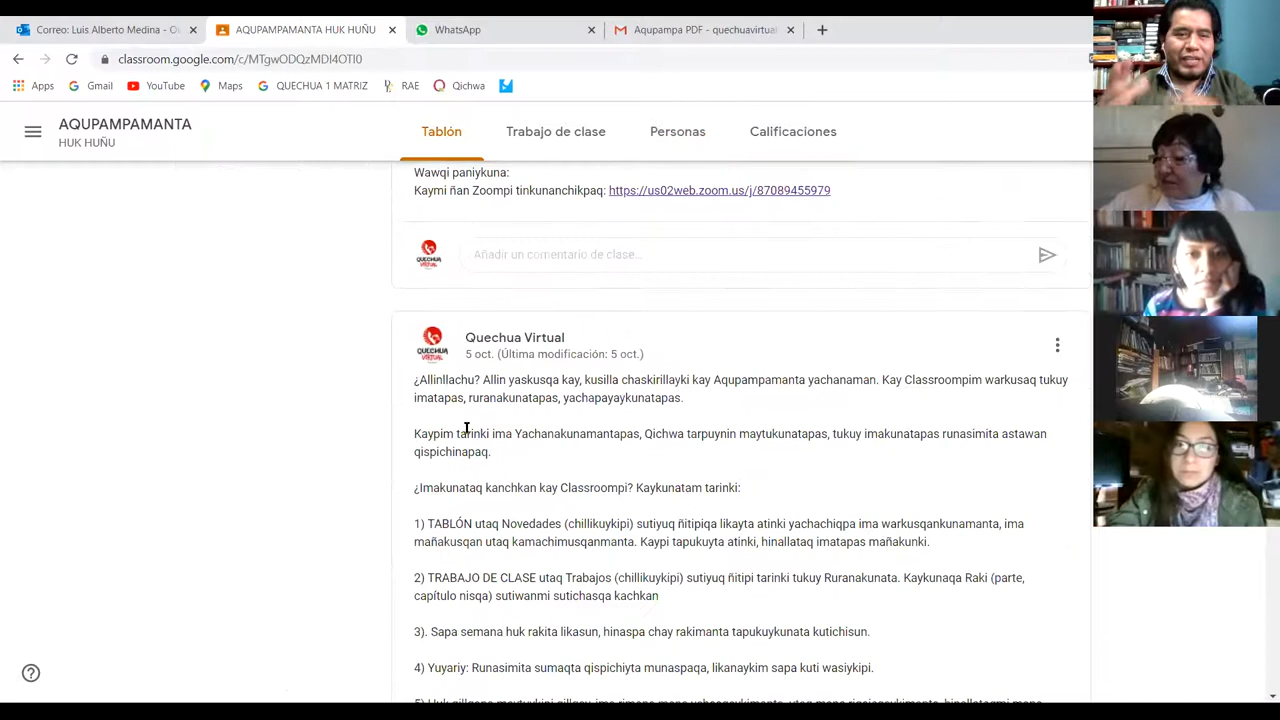 Correo: Luis Alberto Medina - O
AQUPAMPAMANTA HUK HUÑU
WhatsApp
Aqupampa PDF - quechuavirtual
classroom.google.com/c/MTgwODQzMDI4OTI0
Apps
Gmail
YouTube
Maps
QUECHUA 1 MATRIZ
RAE
Qichwa
AQUPAMPAMANTA
HUK HUÑU
Tablón
Trabajo de clase
Personas
Calificaciones
Wawqi paniykuna:
Kaymi ñan Zoompi tinkunanchikpaq: https://us02web.zoom.us/j/87089455979
QUECHUA
VIRTUAL
Añadir un comentario de clase...
QUECHUA
VIRTUAL
Quechua Virtual
5 oct. (Última modificación: 5 oct.)
¿Allinllachu? Allin yaskusqa kay, kusilla chaskirillayki kay Aqupampamanta yachanaman. Kay Classroompim warkusaq tukuy
imatapas, ruranakunatapas, yachapayaykunatapas.
Kaypim tarinki ima Yachanakunamantapas, Qichwa tarpuynin maytukunatapas, tukuy imakunatapas runasimita astawan
qispichinapaq.
¿Imakunataq kanchkan kay Classroompi? Kaykunatam tarinki:
1) TABLÓN utaq Novedades (chillikuykipi) sutiyuq ñitipiqa likayta atinki yachachiqpa ima warkusqankunamanta, ima
mañakusqan utaq kamachimusqanmanta. Kaypi tapukuyta atinki, hinallataq imatapas mañakunki.
2) TRABAJO DE CLASE utaq Trabajos (chillikuykipi) sutiyuq ñitipi tarinki tukuy Ruranakunata. Kaykunaqa Raki (parte,
capítulo nisqa) sutiwanmi sutichasqa kachkan
3). Sapa semana huk rakita likasun, hinaspa chay rakimanta tapukuykunata kutichisun.
4) Yuyariy: Runasimita sumaqta qispichiyta munaspaqa, likanaykim sapa kuti wasiykipi.